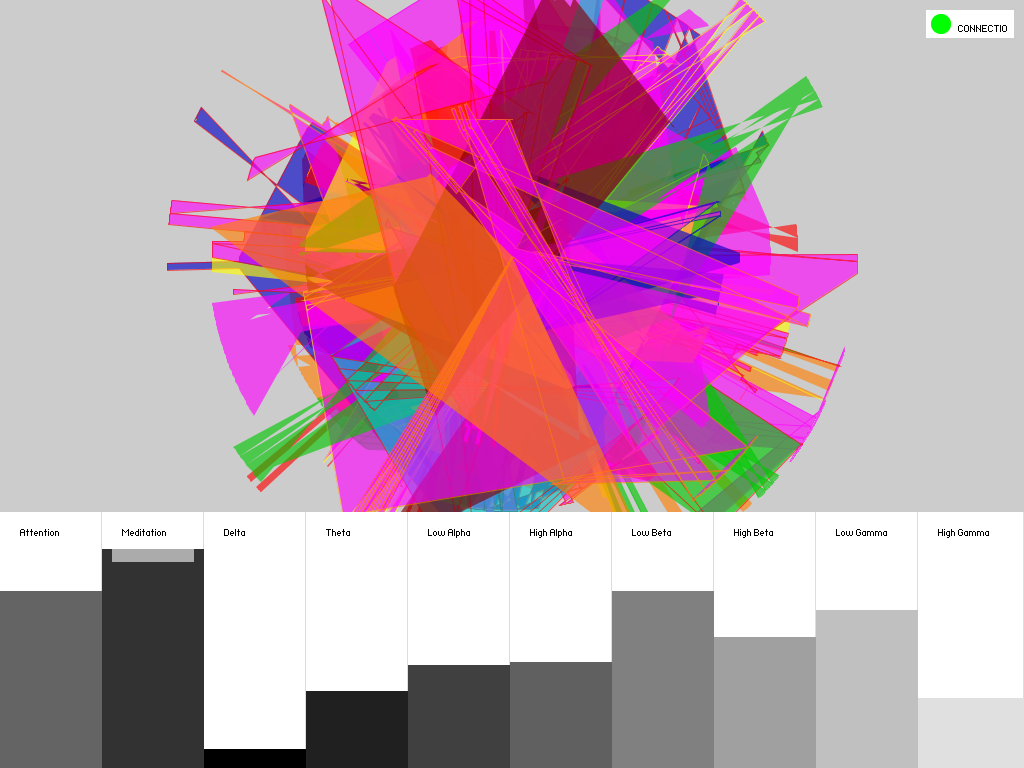 CONNECTIO
Attention
Meditation
Delta
Theta
Low Alpha
High Alpha
Low Beta
High Beta
Low Gamma
High Gamma